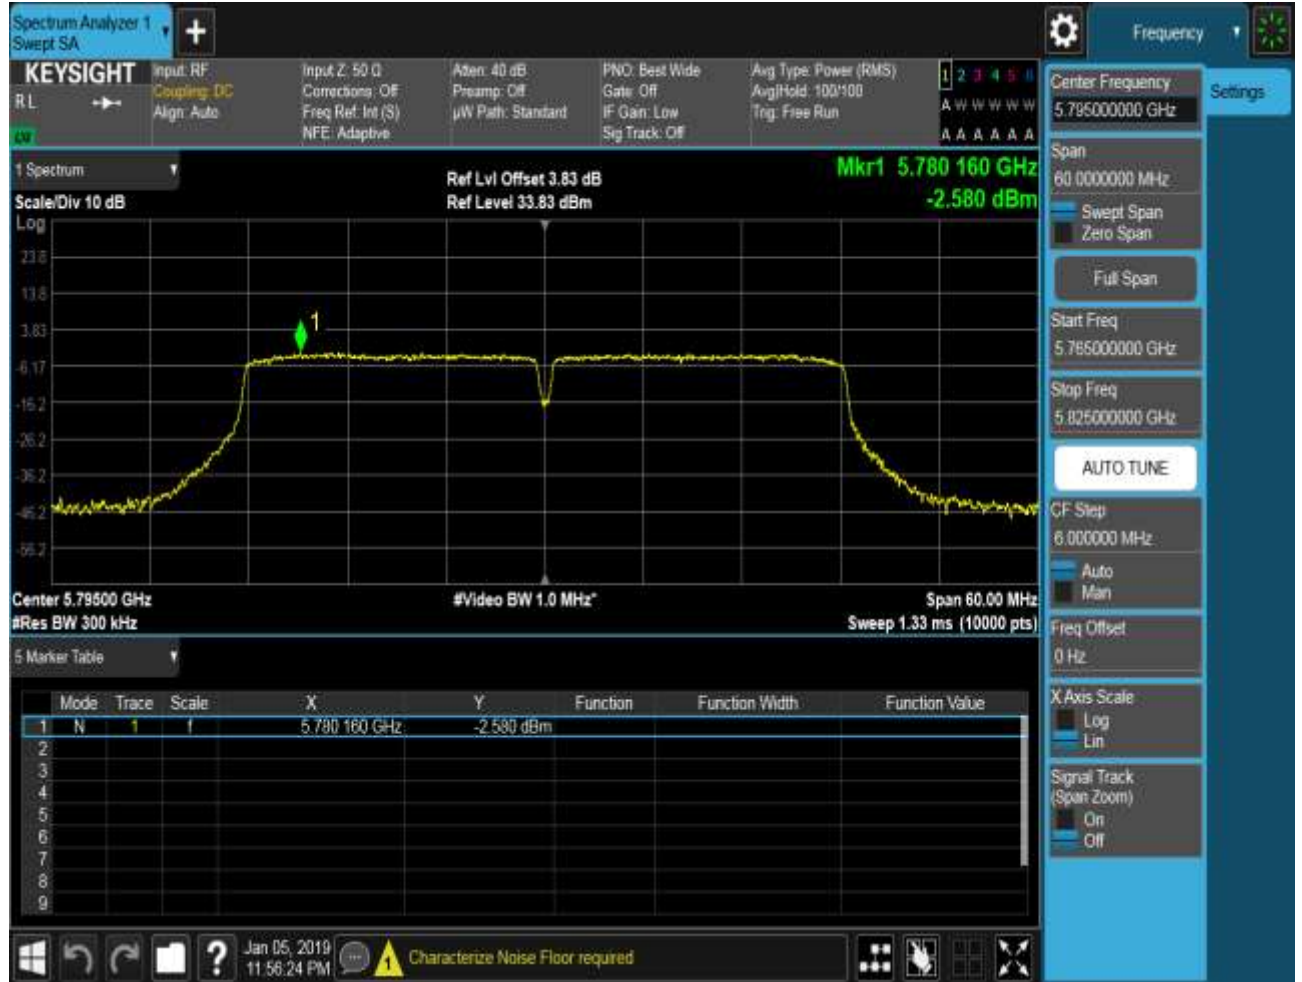 Spectrum Analyzer 1
Swept SA
+
Frequency
KEYSIGHT
R L
Input: RF
Coupling: DC
Align: Auto
Input Z: 50 Ω
Corrections: Off
Freq Ref: Int (S)
NFE: Adaptive
Atten: 40 dB
Preamp: Off
µW Path: Standard
PNO: Best Wide
Gate: Off
IF Gain: Low
Sig Track: Off
Avg Type: Power (RMS)
Avg|Hold: 100/100
Trig: Free Run
1 2 3 4 5 6
A W W W W W
A A A A A A
1 Spectrum
Scale/Div 10 dB
Ref Lvl Offset 3.83 dB
Ref Level 33.83 dBm
Mkr1 5.780 160 GHz
-2.580 dBm
Log
23.8
13.8
3.83
-6.17
-16.2
-26.2
-36.2
-46.2
-56.2
1
Center 5.79500 GHz
#Res BW 300 kHz
#Video BW 1.0 MHz*
Span 60.00 MHz
Sweep 1.33 ms (10000 pts)
5 Marker Table
Mode Trace Scale X Y Function Function Width Function Value
1 N 1 f 5.780 160 GHz -2.580 dBm
2
3
4
5
6
7
8
9
Center Frequency
5.795000000 GHz
Settings
Span
60.0000000 MHz
Swept Span
Zero Span
Full Span
Start Freq
5.765000000 GHz
Stop Freq
5.825000000 GHz
AUTO TUNE
CF Step
6.000000 MHz
Auto
Man
Freq Offset
0 Hz
X Axis Scale
Log
Lin
Signal Track
(Span Zoom)
On
Off
?
Jan 05, 2019
11:56:24 PM
1
Characterize Noise Floor required